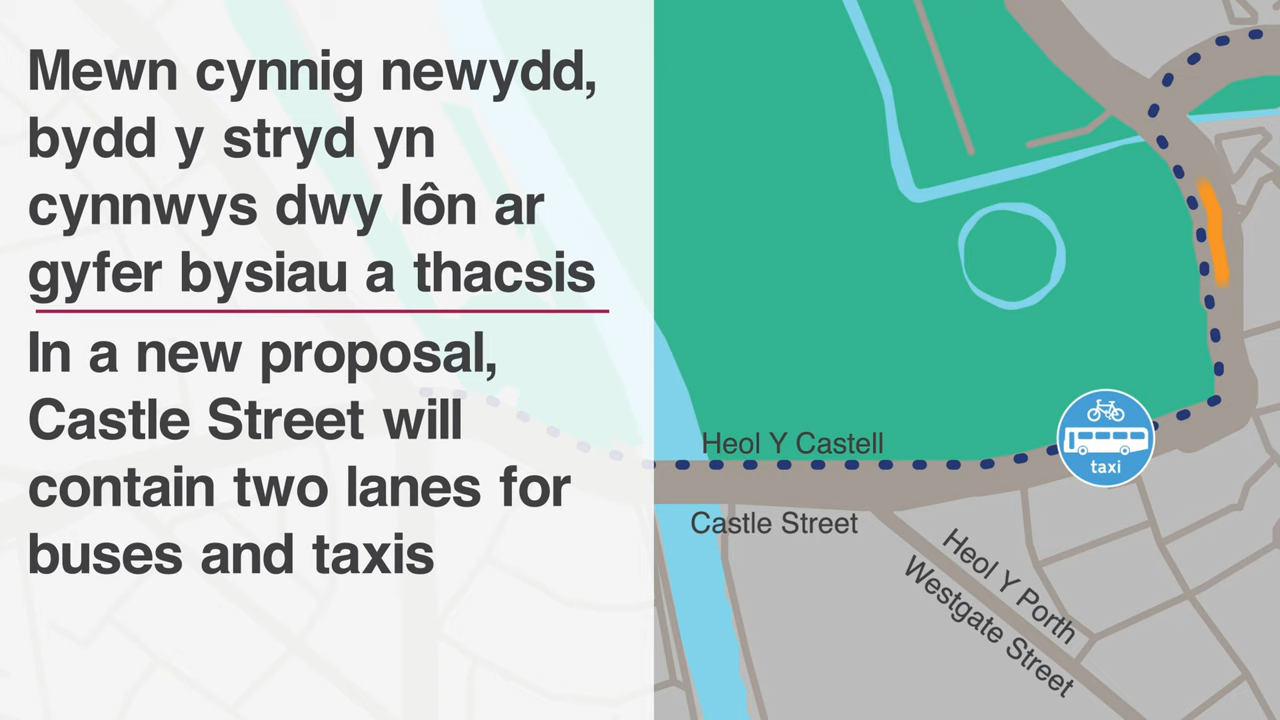 Mewn cynnig newydd,
bydd y stryd yn
cynnwys dwy lôn ar
gyfer bysiau a thacsis
In a new proposal,
Castle Street will
contain two lanes for
buses and taxis
Heol Y Castell
taxi
Castle Street
Heol Y Porth
Westgate Street